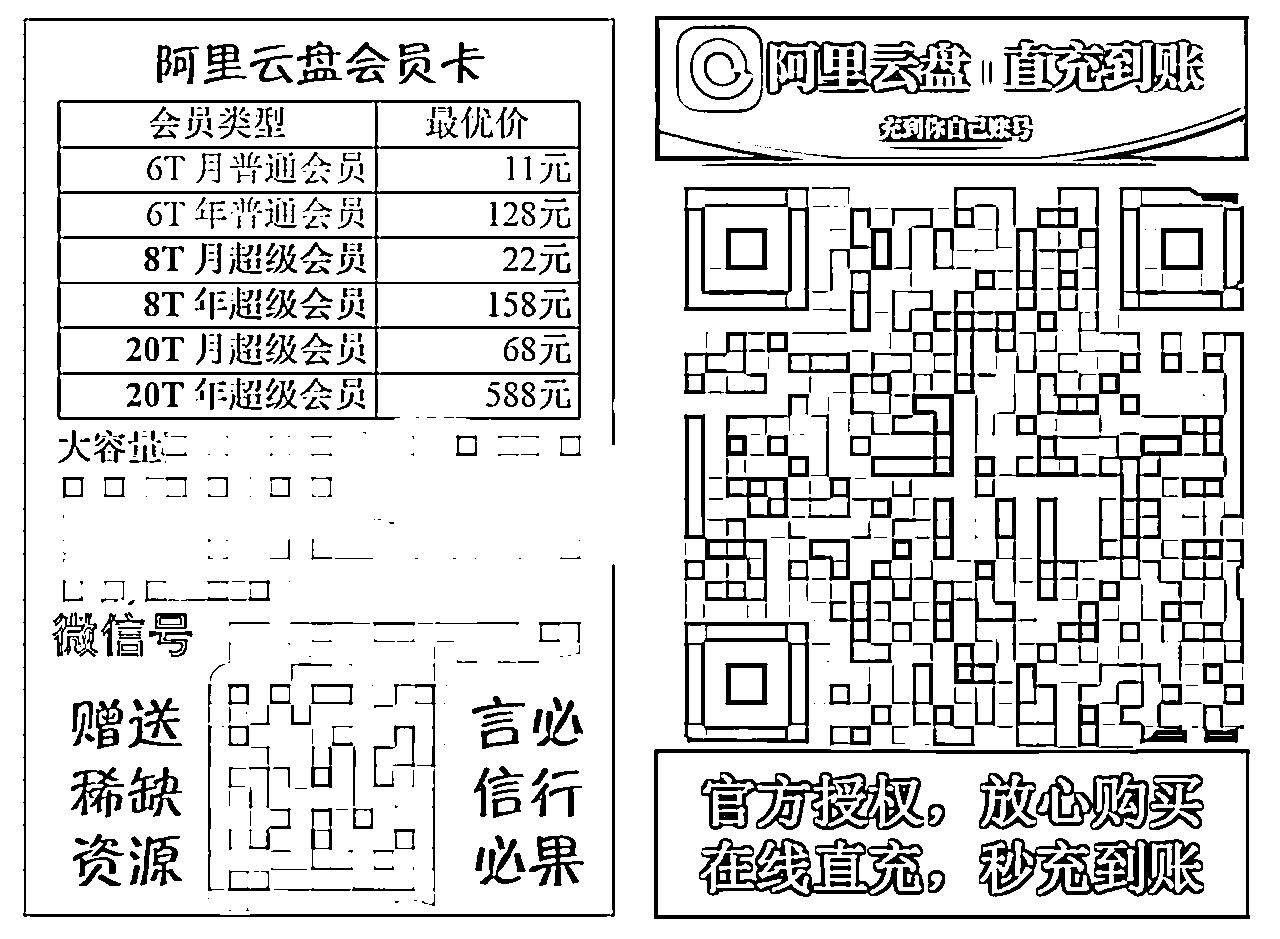 阿里云盘会员卡
会员类型 最优价
6T 月普通会员 11元
6T 年普通会员 128元
8T 月超级会员 22元
8T 年超级会员 158元
20T 月超级会员 68元
20T 年超级会员 588元
大容量
微信号
赠送
稀缺
资源
言必
信行
必果
阿里云盘 直充到账
充到你自己账号
官方授权，放心购买
在线直充，秒充到账